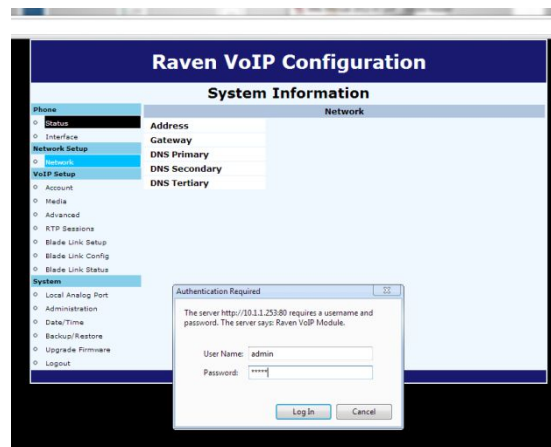 Raven VoIP Configuration
System Information
Phone
Status
Interface
Network Setup
Network
VoIP Setup
Account
Media
Advanced
RTP Sessions
Blade Link Setup
Blade Link Config
Blade Link Status
System
Local Analog Port
Administration
Date/Time
Backup/Restore
Upgrade Firmware
Logout
Network
Address
Gateway
DNS Primary
DNS Secondary
DNS Tertiary
Authentication Required
The server http://10.1.1.253:80 requires a username and
password. The server says: Raven VoIP Module.
User Name: admin
Password: *****
Log In Cancel